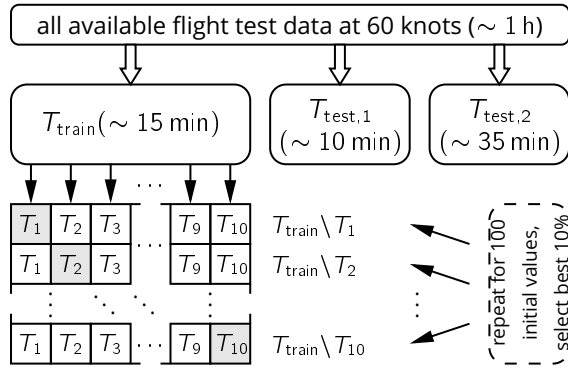 all available flight test data at 60 knots (∼ 1 h)
T_train(∼ 15 min)
T_test,1
(∼ 10 min)
T_test,2
(∼ 35 min)
· · ·
T_1 T_2 T_3 · · · T_9 T_10 T_train\T_1
T_1 T_2 T_3 · · · T_9 T_10 T_train\T_2
⋮ ⋱ ⋱ ⋮ ⋮
T_1 T_2 T_3 · · · T_9 T_10 T_train\T_10
repeat for 100
initial values,
select best 10%